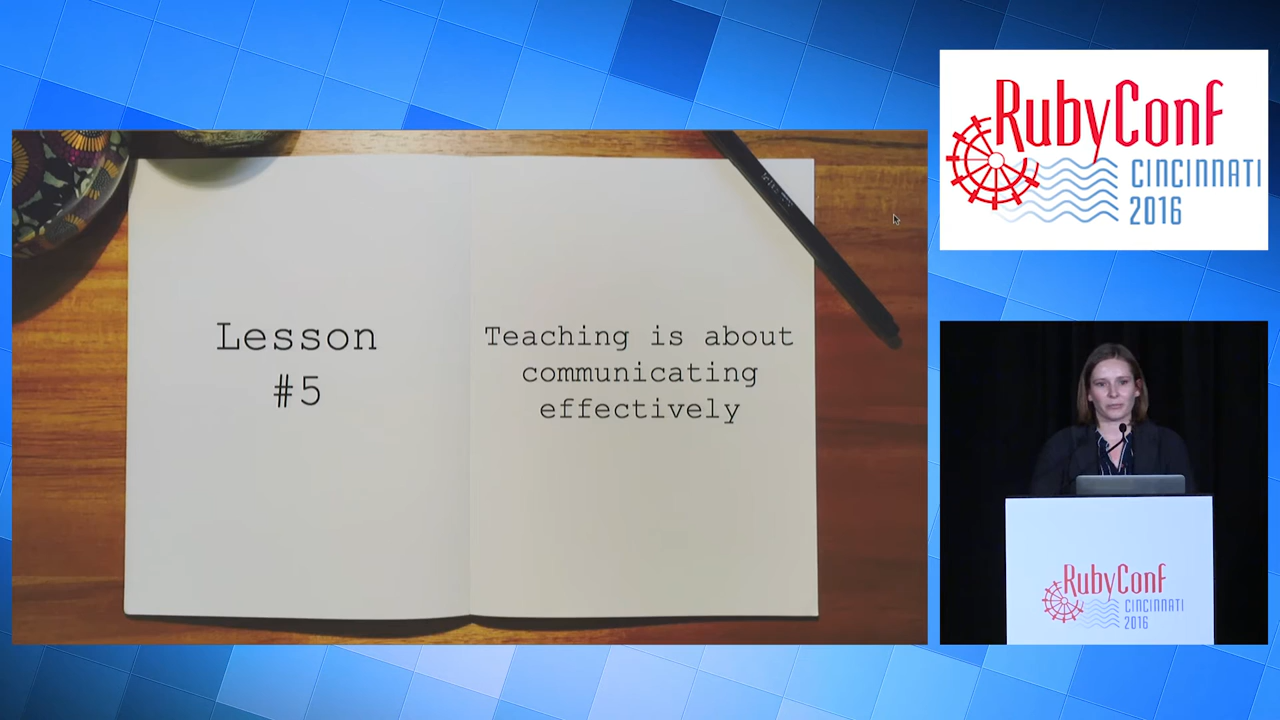 Lesson
#5
Teaching is about
communicating
effectively
RubyConf
CINCINNATI
2016
RubyConf
CINCINNATI
2016